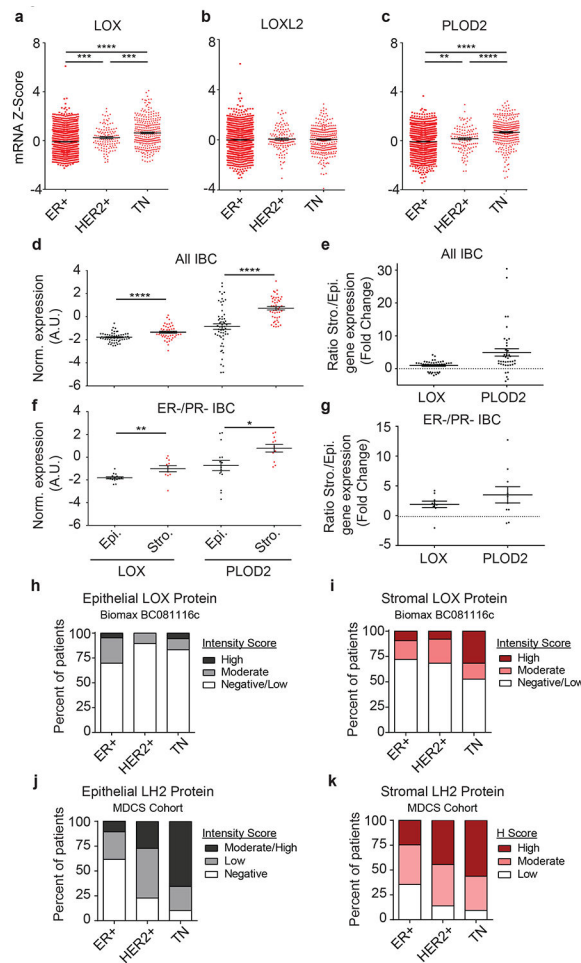 a
LOX
b
LOXL2
c
PLOD2
mRNA Z-Score
8
4
0
-4
****
***
***
ER+
HER2+
TN
8
4
0
-4
ER+
HER2+
TN
8
4
0
-4
****
**
****
ER+
HER2+
TN
d
All IBC
Norm. expression
(A.U.)
4
2
0
-2
-4
-6
****
****
e
All IBC
Ratio Stro./Epi.
gene expression
(Fold Change)
30
20
10
0
LOX
PLOD2
f
ER-/PR- IBC
Norm. expression
(A.U.)
4
2
0
-2
-4
-6
**
*
Epi.
Stro.
Epi.
Stro.
LOX
PLOD2
g
ER-/PR- IBC
Ratio Stro./Epi.
gene expression
(Fold Change)
15
10
5
0
-5
LOX
PLOD2
h
Epithelial LOX Protein
Biomax BC081116c
Percent of patients
100
75
50
25
0
ER+
HER2+
TN
Intensity Score
High
Moderate
Negative/Low
i
Stromal LOX Protein
Biomax BC081116c
Percent of patients
100
75
50
25
0
ER+
HER2+
TN
Intensity Score
High
Moderate
Negative/Low
j
Epithelial LH2 Protein
MDCS Cohort
Percent of patients
100
75
50
25
0
ER+
HER2+
TN
Intensity Score
Moderate/High
Low
Negative
k
Stromal LH2 Protein
MDCS Cohort
Percent of patients
100
75
50
25
0
ER+
HER2+
TN
H Score
High
Moderate
Low